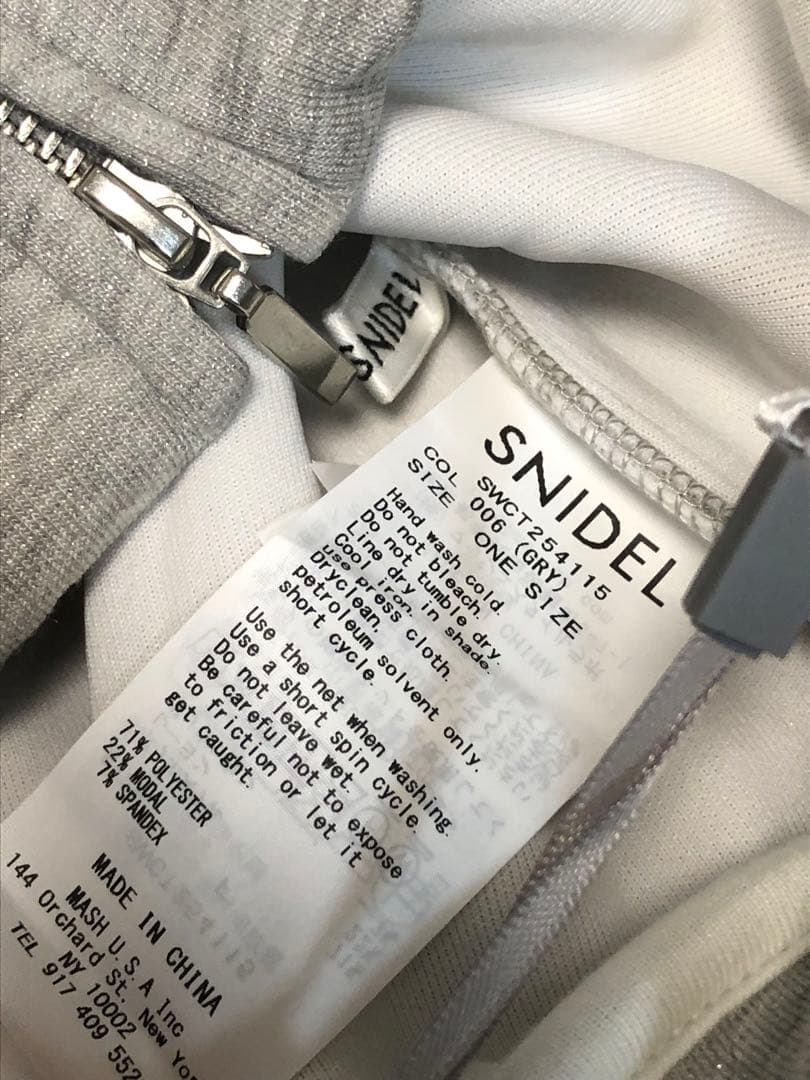 SNIDEL
SNIDEL
SWCT254115
COL 006 (GRY)
SIZE ONE SIZE
Hand wash cold.
Do not bleach.
Do not tumble dry.
Line dry in shade.
Cool iron.
use press cloth.
Dryclean,
petroleum solvent only.
short cycle.
Use the net when washing.
Use a short spin cycle.
Do not leave wet.
Be careful not to expose
to friction or let it
get caught.
71% POLYESTER
22% MODAL
7% SPANDEX
MADE IN CHINA
MASH U.S.A Inc
144 Orchard St. New Yo
NY 10002
TEL 917 409 552